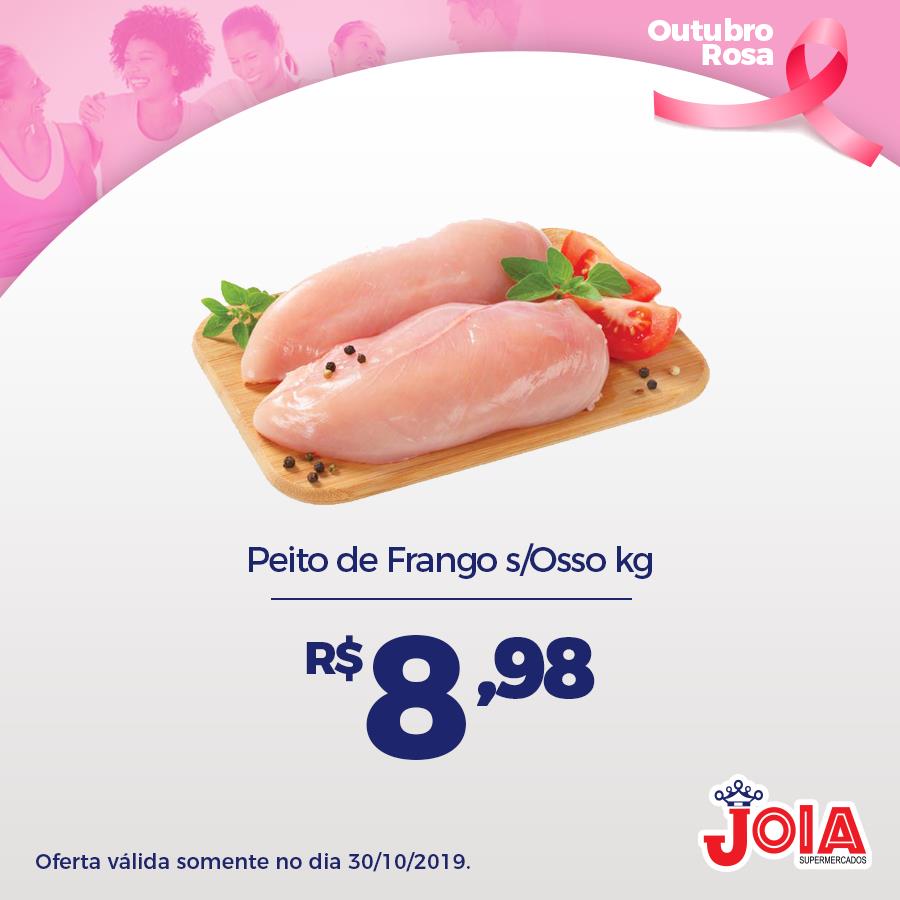 Outubro
Rosa
Peito de Frango s/Osso kg
R$ 8,98
JOIA
SUPERMERCADOS
Oferta válida somente no dia 30/10/2019.